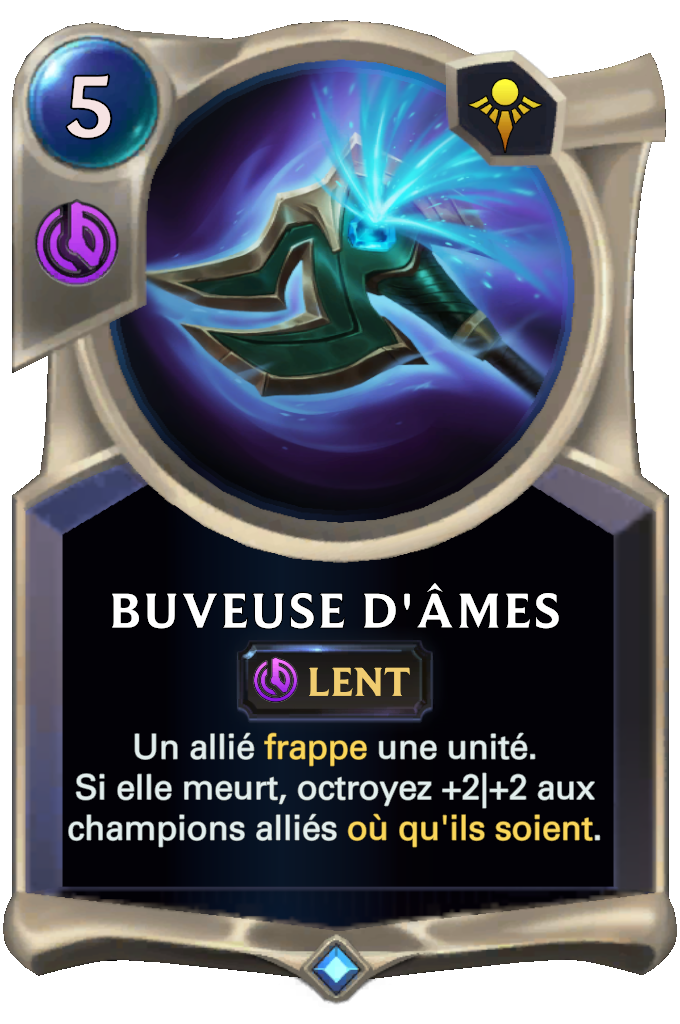 5
BUVEUSE D'ÂMES
LENT
Un allié frappe une unité.
Si elle meurt, octroyez +2|+2 aux
champions alliés où qu'ils soient.